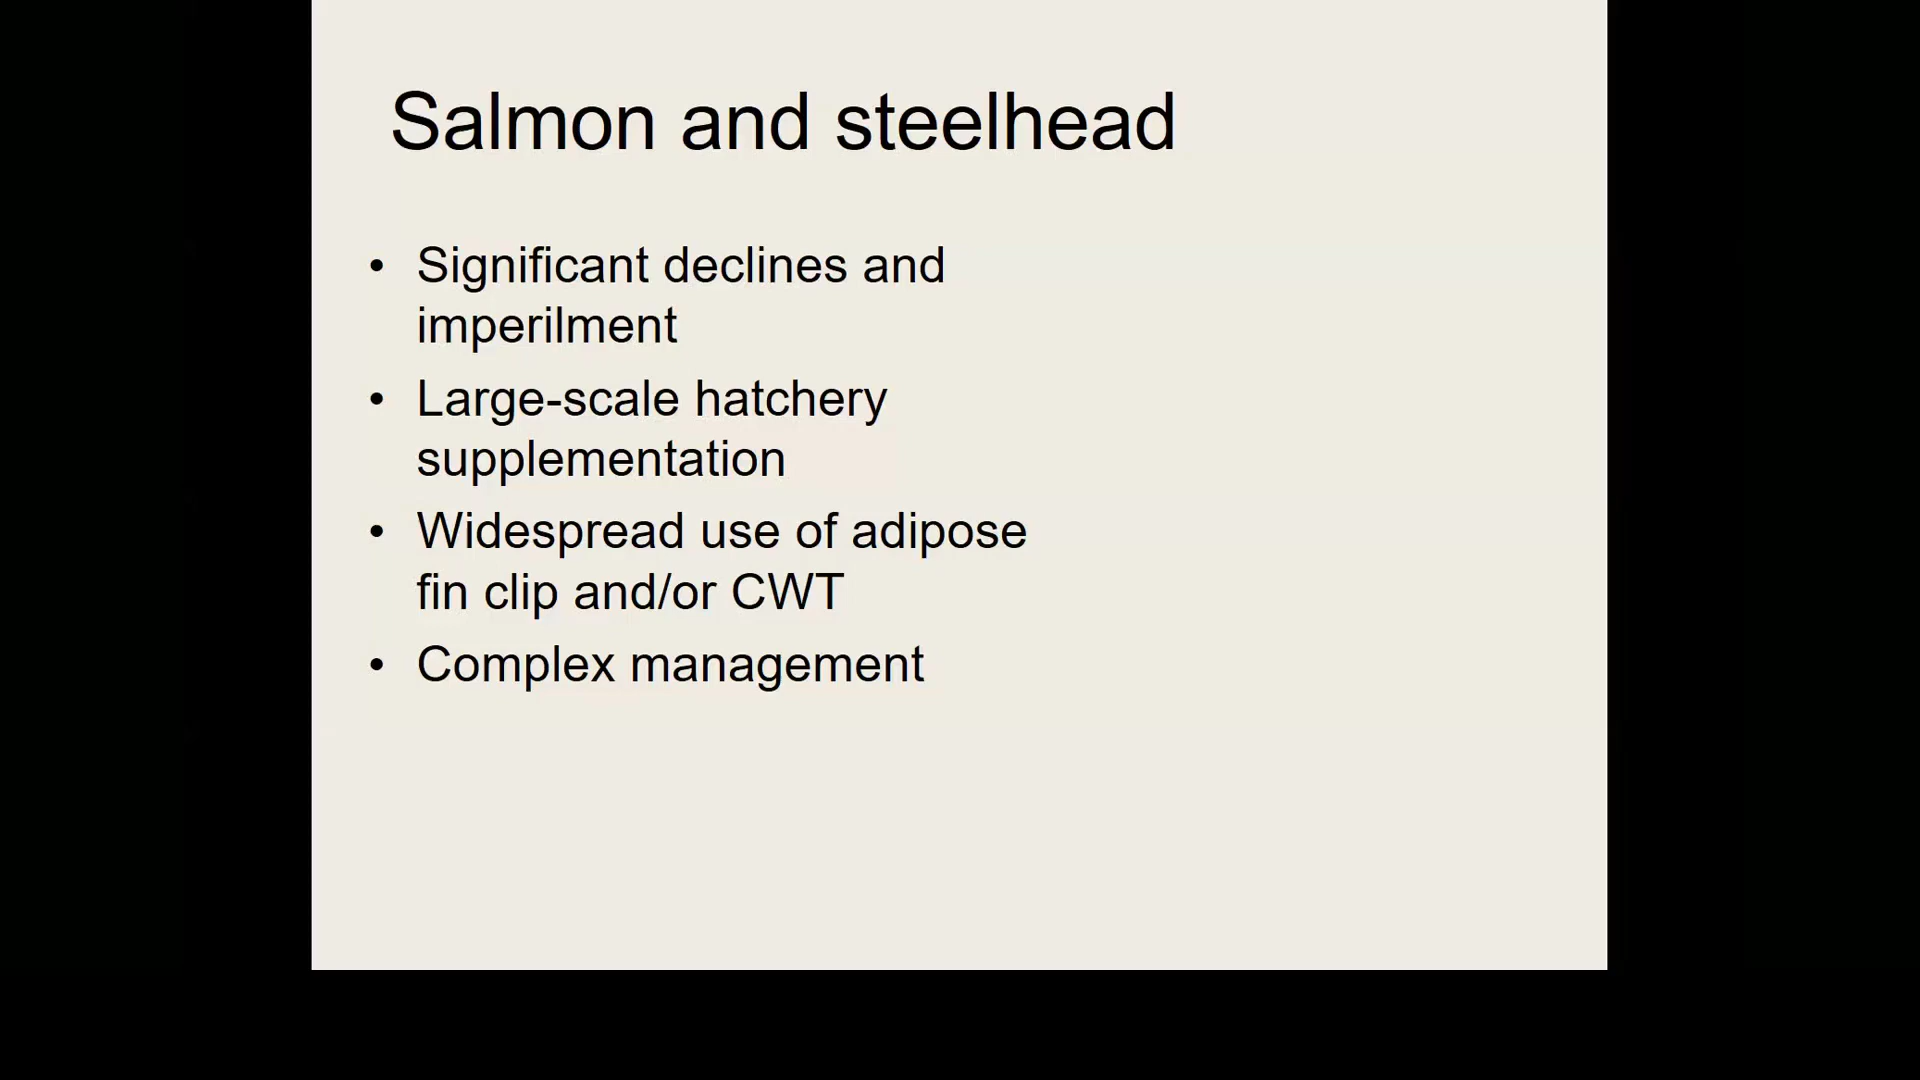 Salmon and steelhead
• Significant declines and
imperilment
• Large-scale hatchery
supplementation
• Widespread use of adipose
fin clip and/or CWT
• Complex management